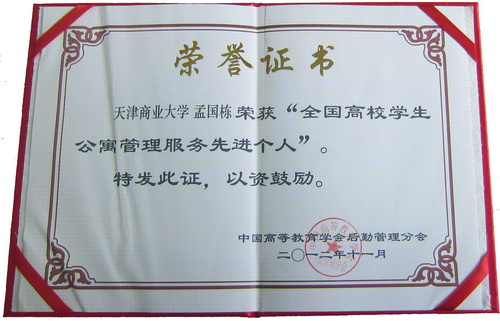 荣誉证书
天津商业大学 孟国栋 荣获“全国高校学生
公寓管理服务先进个人”。
特发此证，以资鼓励。
中国高等教育学会后勤管理分会
二〇一二年十一月